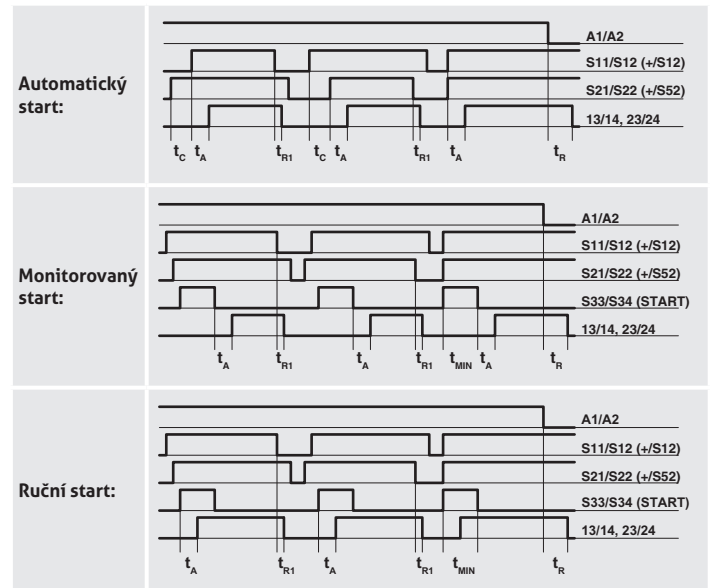 Automatický
start:
A1/A2
S11/S12 (+/S12)
S21/S22 (+/S52)
13/14, 23/24
tC tA tR1 tC tA tR1 tA tR
Monitorovaný
start:
A1/A2
S11/S12 (+/S12)
S21/S22 (+/S52)
S33/S34 (START)
13/14, 23/24
tA tR1 tA tR1 tMIN tA tR
Ruční start:
A1/A2
S11/S12 (+/S12)
S21/S22 (+/S52)
S33/S34 (START)
13/14, 23/24
tA tR1 tA tR1 tMIN tR